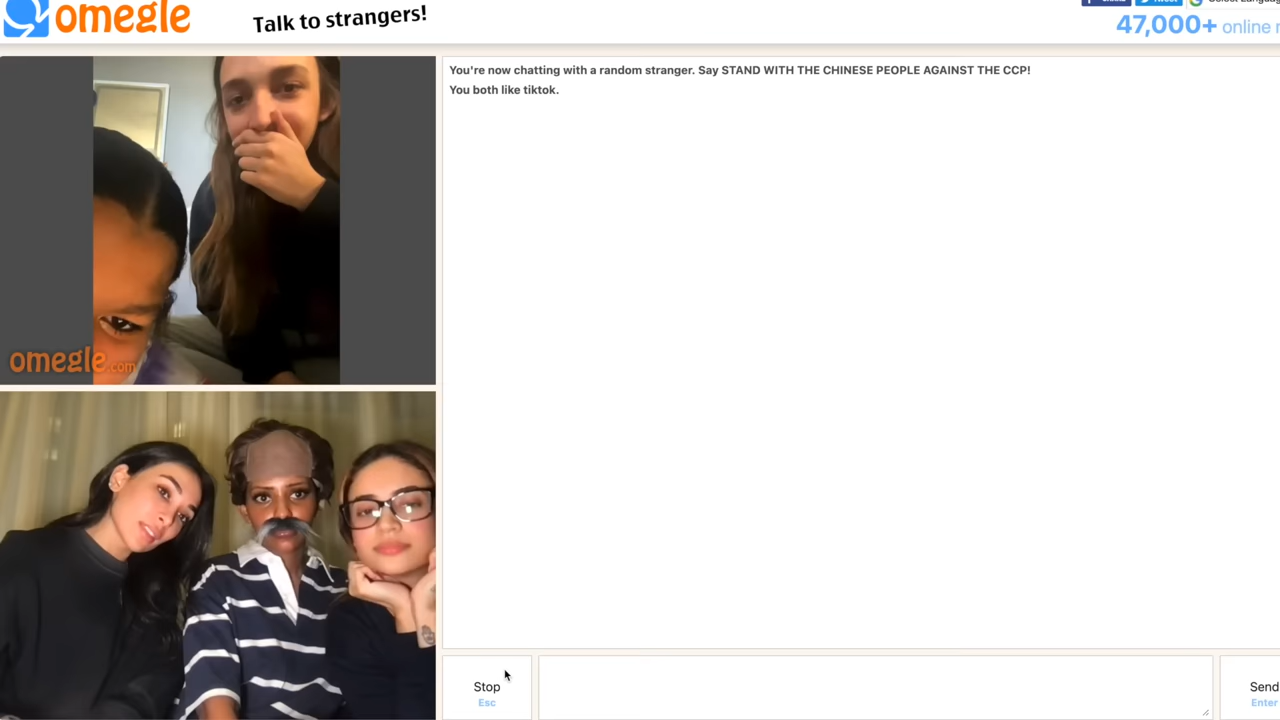 omegle
Talk to strangers!
47,000+ online
You're now chatting with a random stranger. Say STAND WITH THE CHINESE PEOPLE AGAINST THE CCP!
You both like tiktok.
omegle.com
Stop
Esc
Send
Enter